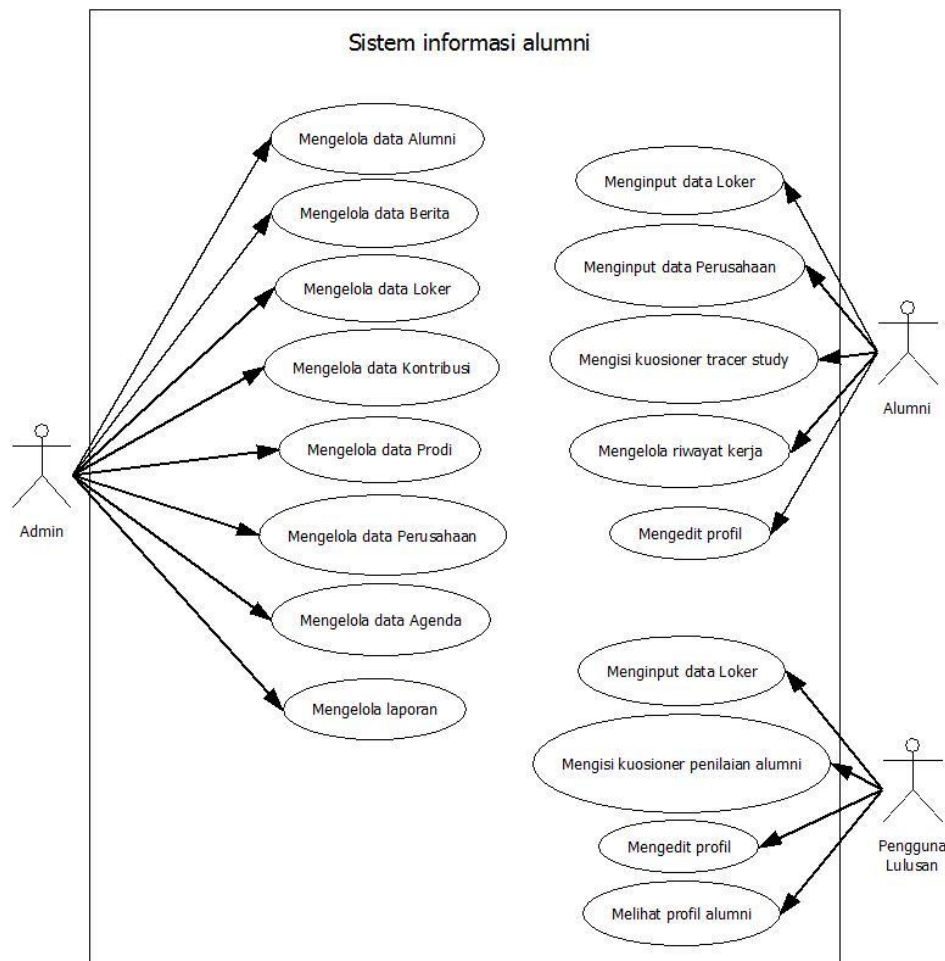 Sistem informasi alumni
Mengelola data Alumni
Mengelola data Berita
Mengelola data Loker
Mengelola data Kontribusi
Mengelola data Prodi
Mengelola data Perusahaan
Mengelola data Agenda
Mengelola laporan
Admin
Menginput data Loker
Menginput data Perusahaan
Mengisi kuosioner tracer study
Mengelola riwayat kerja
Mengedit profil
Alumni
Menginput data Loker
Mengisi kuosioner penilaian alumni
Mengedit profil
Melihat profil alumni
Pengguna
Lulusan